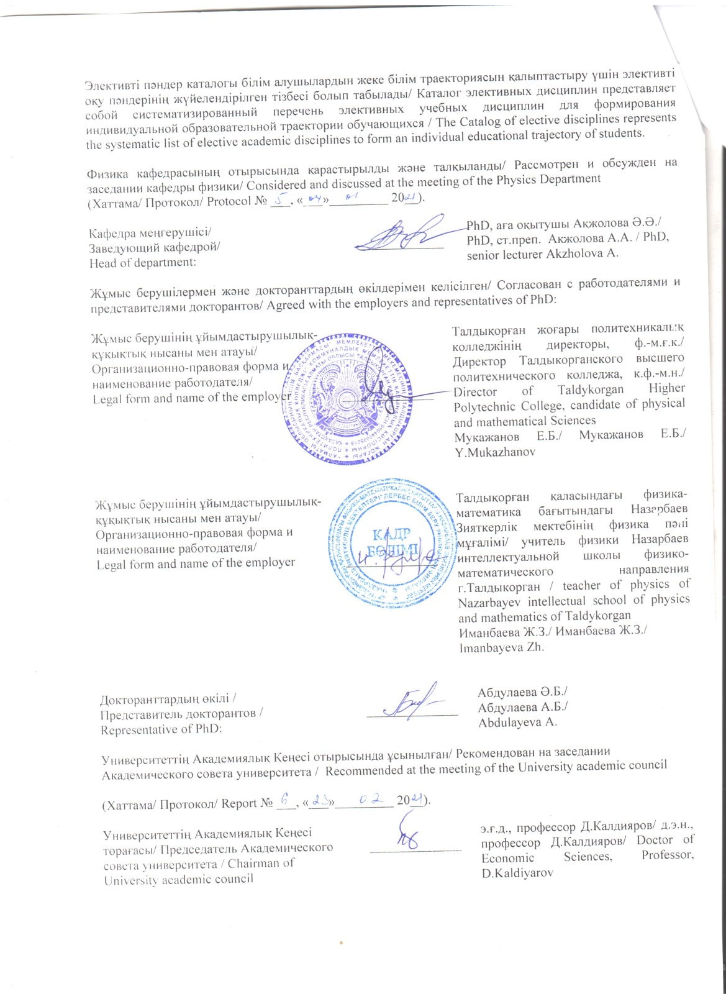 Элективті пәндер каталогы білім алушылардын жеке білім траекториясын қалыптастыру үшін элективті
оқу пәндерінің жүйелендірілген тізбесі болып табылады/ Каталог элективных дисциплин представляет
собой систематизированный перечень элективных учебных дисциплин для формирования
индивидуальной образовательной траектории обучающихся / The Catalog of elective disciplines represents
the systematic list of elective academic disciplines to form an individual educational trajectory of students.
Физика кафедрасының отырысында қарастырылды және талқыланды/ Рассмотрен и обсужден на
заседании кафедры физики/ Considered and discussed at the meeting of the Physics Department
(Хаттама/ Протокол/ Protocol № 5, «04» 01 2021).
Кафедра меңгерушісі/
Заведующий кафедрой/
Head of department:
PhD, аға оқытушы Ақжолова Ә.Ә./
PhD, ст.преп. Акжолова А.А. / PhD,
senior lecturer Akzholova A.
Жұмыс берушілермен және докторанттардың өкілдерімен келісілген/ Согласован с работодателями и
представителями докторантов/ Agreed with the employers and representatives of PhD:
Жұмыс берушінің ұйымдастырушылық-
құқықтық нысаны мен атауы/
Организационно-правовая форма и
наименование работодателя/
Legal form and name of the employer
Талдықорған жоғары политехникалық
колледжінің директоры, ф.-м.ғ.к./
Директор Талдыкорганского высшего
политехнического колледжа, к.ф.-м.н./
Director of Taldykorgan Higher
Polytechnic College, candidate of physical
and mathematical Sciences
Мукажанов Е.Б./ Мукажанов Е.Б./
Y.Mukazhanov
Жұмыс берушінің ұйымдастырушылық-
құқықтық нысаны мен атауы/
Организационно-правовая форма и
наименование работодателя/
Legal form and name of the employer
КАДР
БӨЛІМІ
Талдықорған қаласындағы физика-
математика бағытындағы Назарбаев
Зияткерлік мектебінің физика пәні
мұғалімі/ учитель физики Назарбаев
интеллектуальной школы физико-
математического направления
г.Талдыкорган / teacher of physics of
Nazarbayev intellectual school of physics
and mathematics of Taldykorgan
Иманбаева Ж.З./ Иманбаева Ж.З./
Imanbayeva Zh.
Докторанттардың өкілі /
Представитель докторантов /
Representative of PhD:
Абдулаева Ә.Б./
Абдулаева А.Б./
Abdulayeva A.
Университеттің Академиялық Кеңесі отырысында ұсынылған/ Рекомендован на заседании
Академического совета университета / Recommended at the meeting of the University academic council
(Хаттама/ Протокол/ Report № 6, «23» 02 2021).
Университеттің Академиялық Кеңесі
төрағасы/ Председатель Академического
совета университета / Chairman of
University academic council
э.ғ.д., профессор Д.Калдияров/ д.э.н.,
профессор Д.Калдияров/ Doctor of
Economic Sciences, Professor,
D.Kaldiyarov